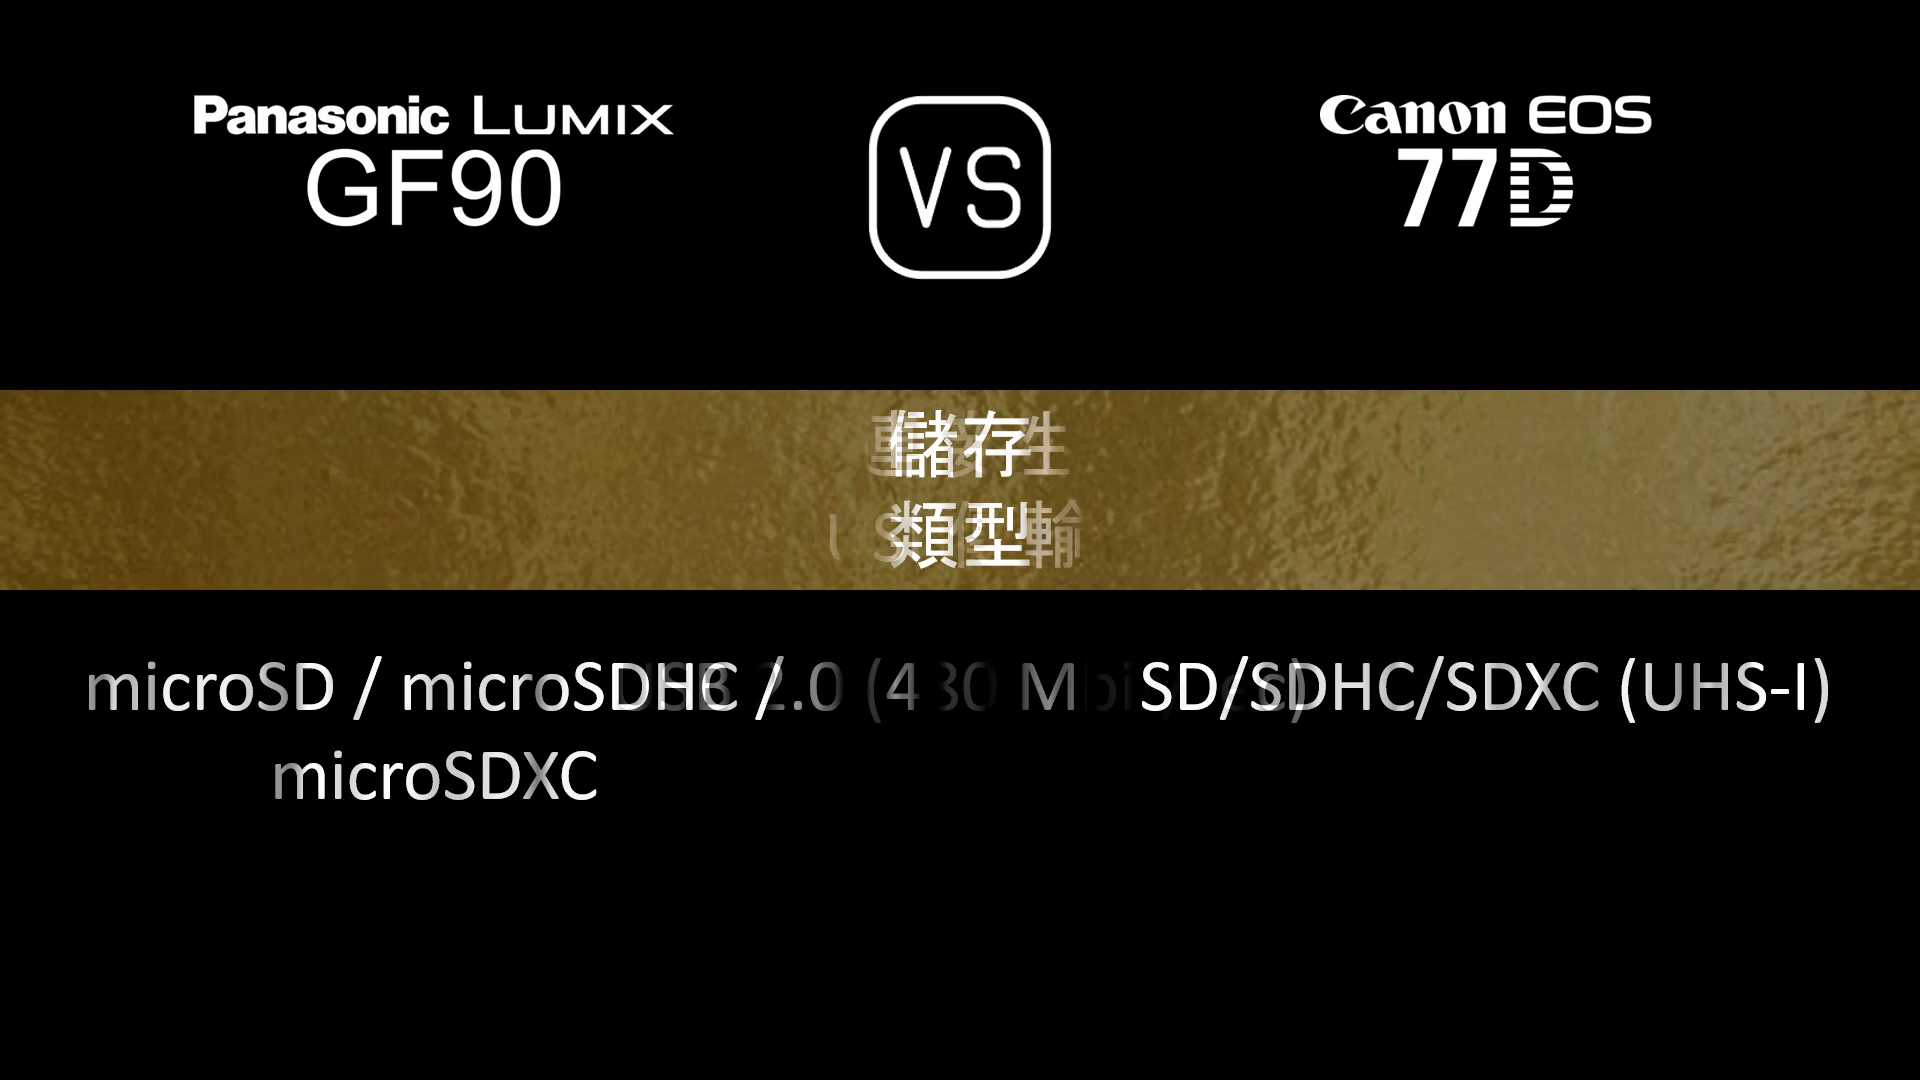 Panasonic LUMIX
GF90
VS
Canon EOS
77D
儲存
類型
microSD / microSDHC /
microSDXC
SD/SDHC/SDXC (UHS-I)